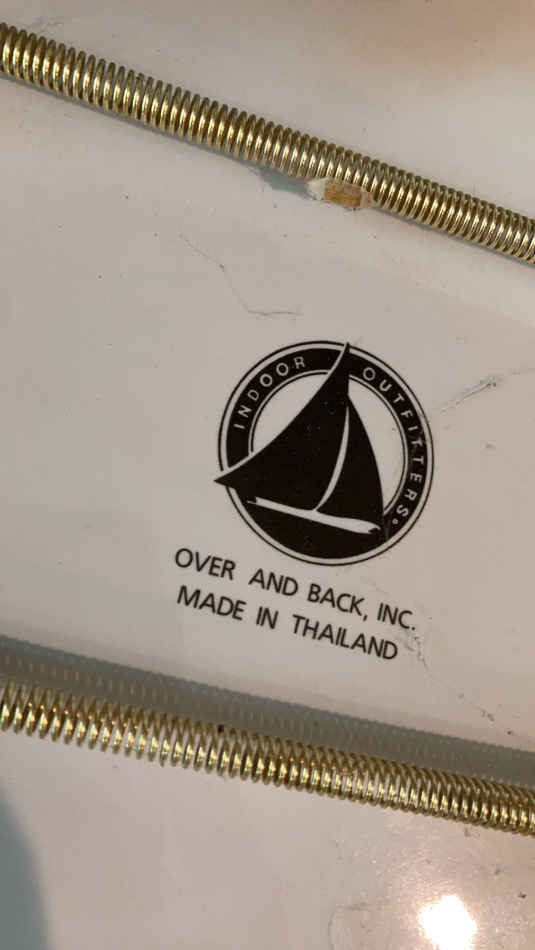 INDOOR OUTFITTERS®
OVER AND BACK, INC.
MADE IN THAILAND